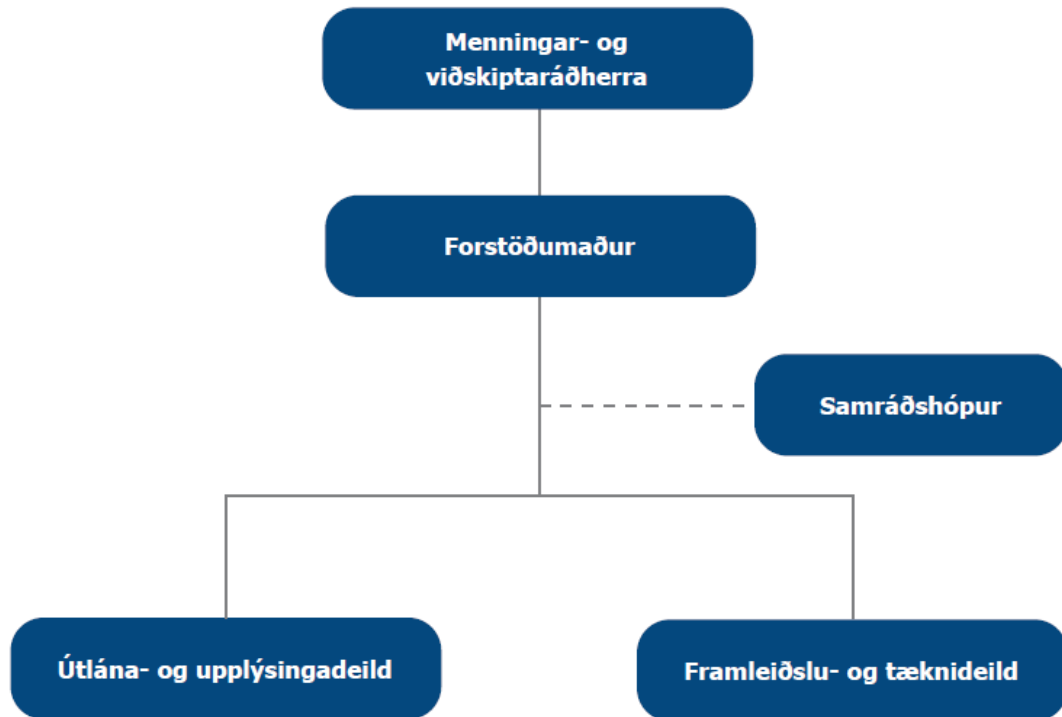 Menningar- og
viðskiptaráðherra
Forstöðumaður
Samráðshópur
Útlána- og upplýsingadeild
Framleiðslu- og tæknideild